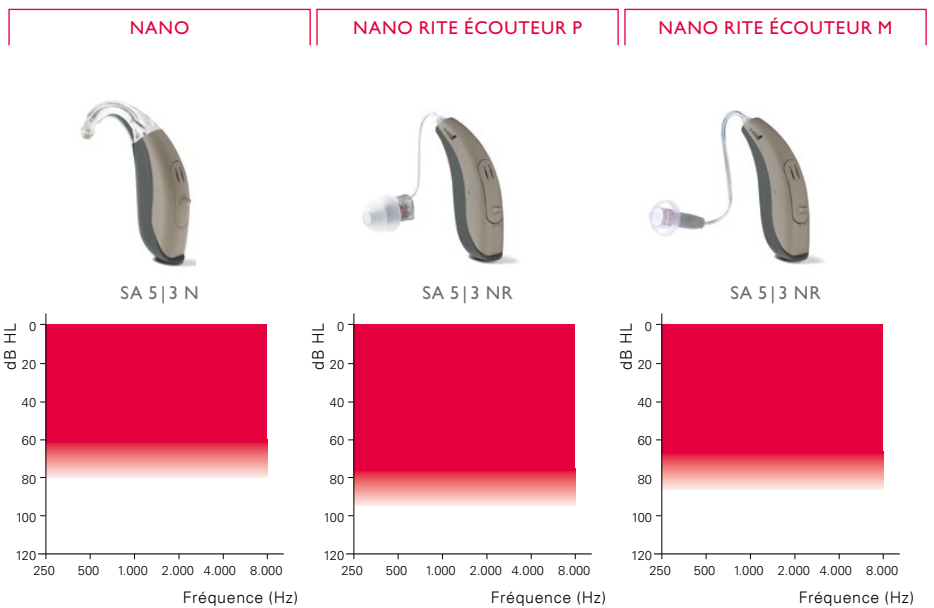 NANO
NANO RITE ÉCOUTEUR P
NANO RITE ÉCOUTEUR M
SA 5|3 N
SA 5|3 NR
SA 5|3 NR
dB HL
0
20
40
60
80
100
120
250 500 1.000 2.000 4.000 8.000
Fréquence (Hz)
dB HL
0
20
40
60
80
100
120
250 500 1.000 2.000 4.000 8.000
Fréquence (Hz)
dB HL
0
20
40
60
80
100
120
250 500 1.000 2.000 4.000 8.000
Fréquence (Hz)